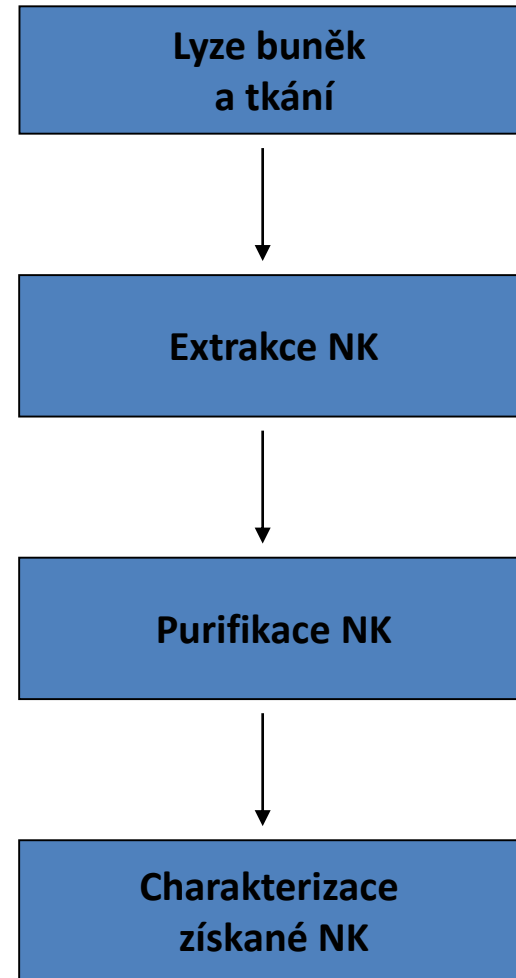 Lyze buněk
a tkání
Extrakce NK
Purifikace NK
Charakterizace
získané NK